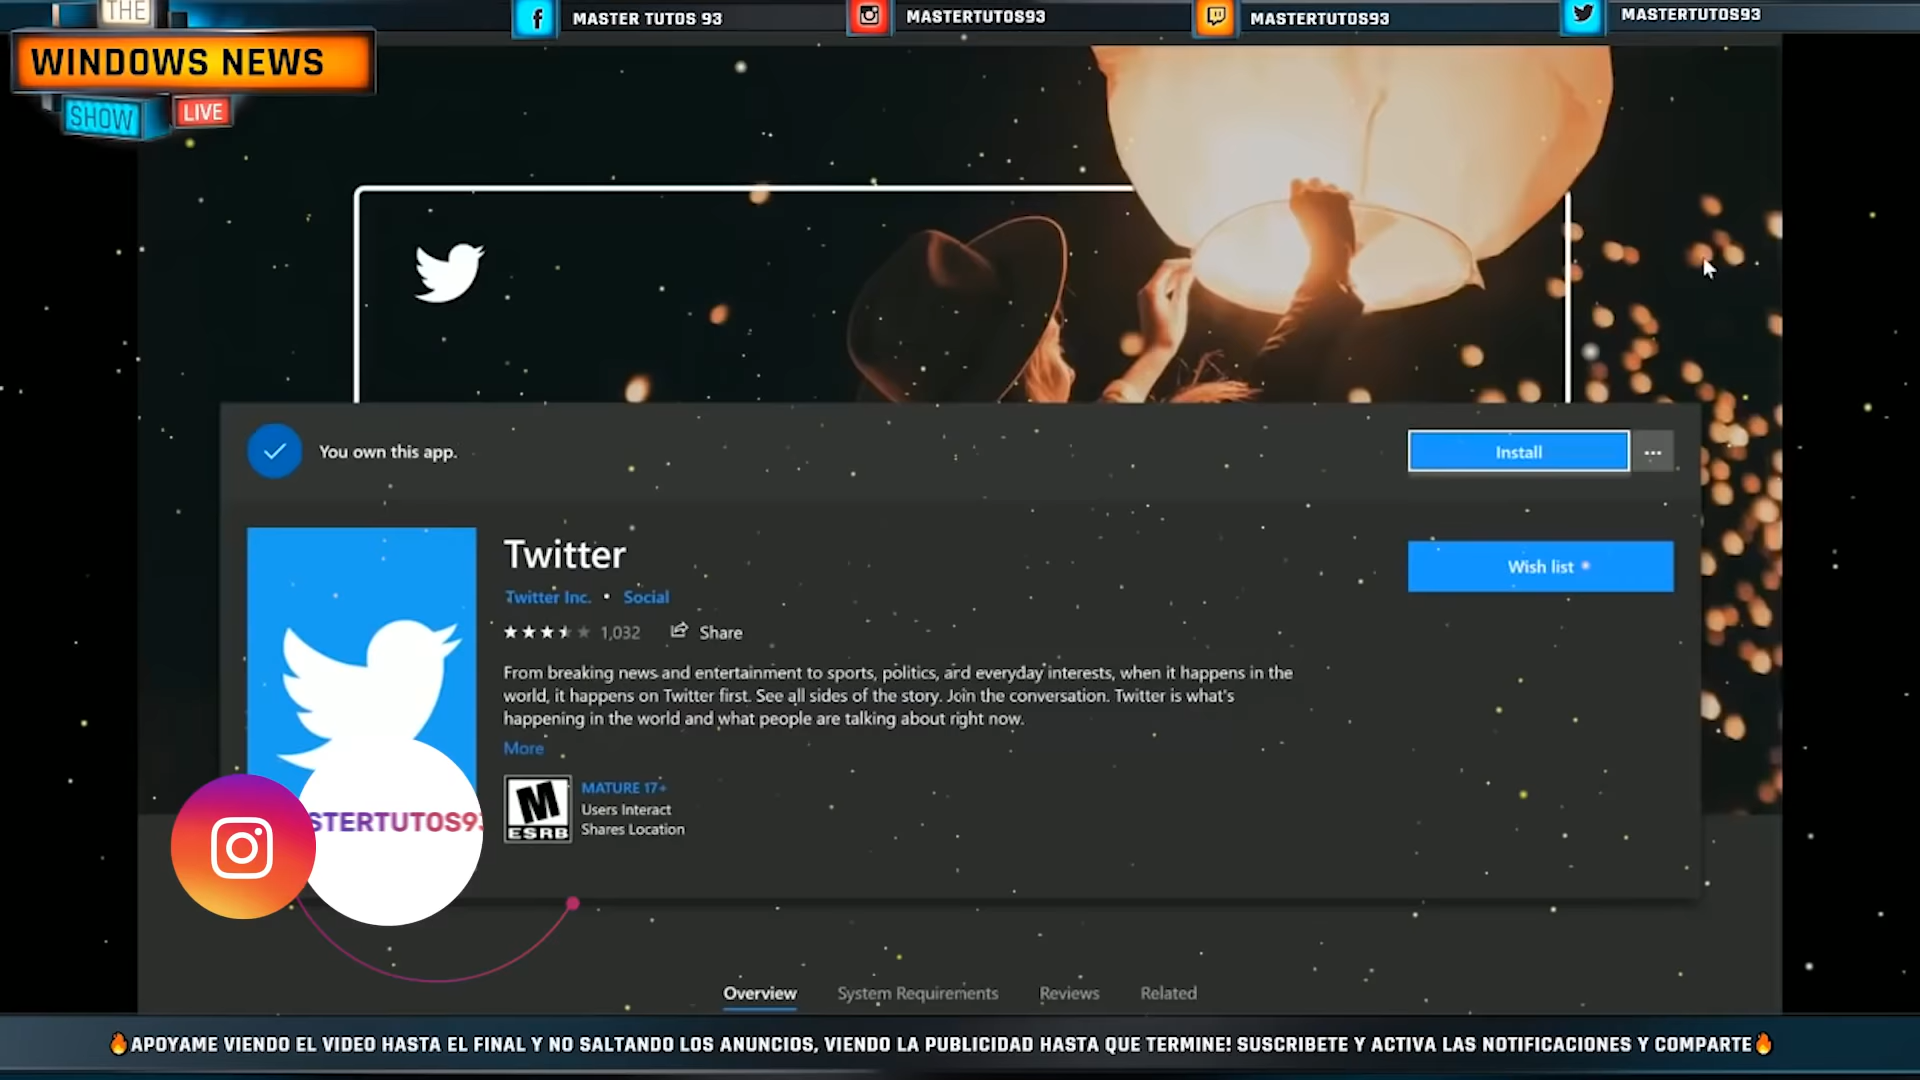 THE
WINDOWS NEWS
SHOW
LIVE
MASTER TUTOS 93
MASTERTUTOS93
MASTERTUTOS93
MASTERTUTOS93
You own this app.
Install
Twitter
Twitter Inc. • Social
1,032 Share
Wish list
From breaking news and entertainment to sports, politics, and everyday interests, when it happens in the
world, it happens on Twitter first. See all sides of the story. Join the conversation. Twitter is what's
happening in the world and what people are talking about right now.
More
M
ESRB
MATURE 17+
Users Interact
Shares Location
STERTUTOS93
Overview System Requirements Reviews Related
🔥APOYAME VIENDO EL VIDEO HASTA EL FINAL Y NO SALTANDO LOS ANUNCIOS, VIENDO LA PUBLICIDAD HASTA QUE TERMINE! SUSCRIBETE Y ACTIVA LAS NOTIFICACIONES Y COMPARTE🔥